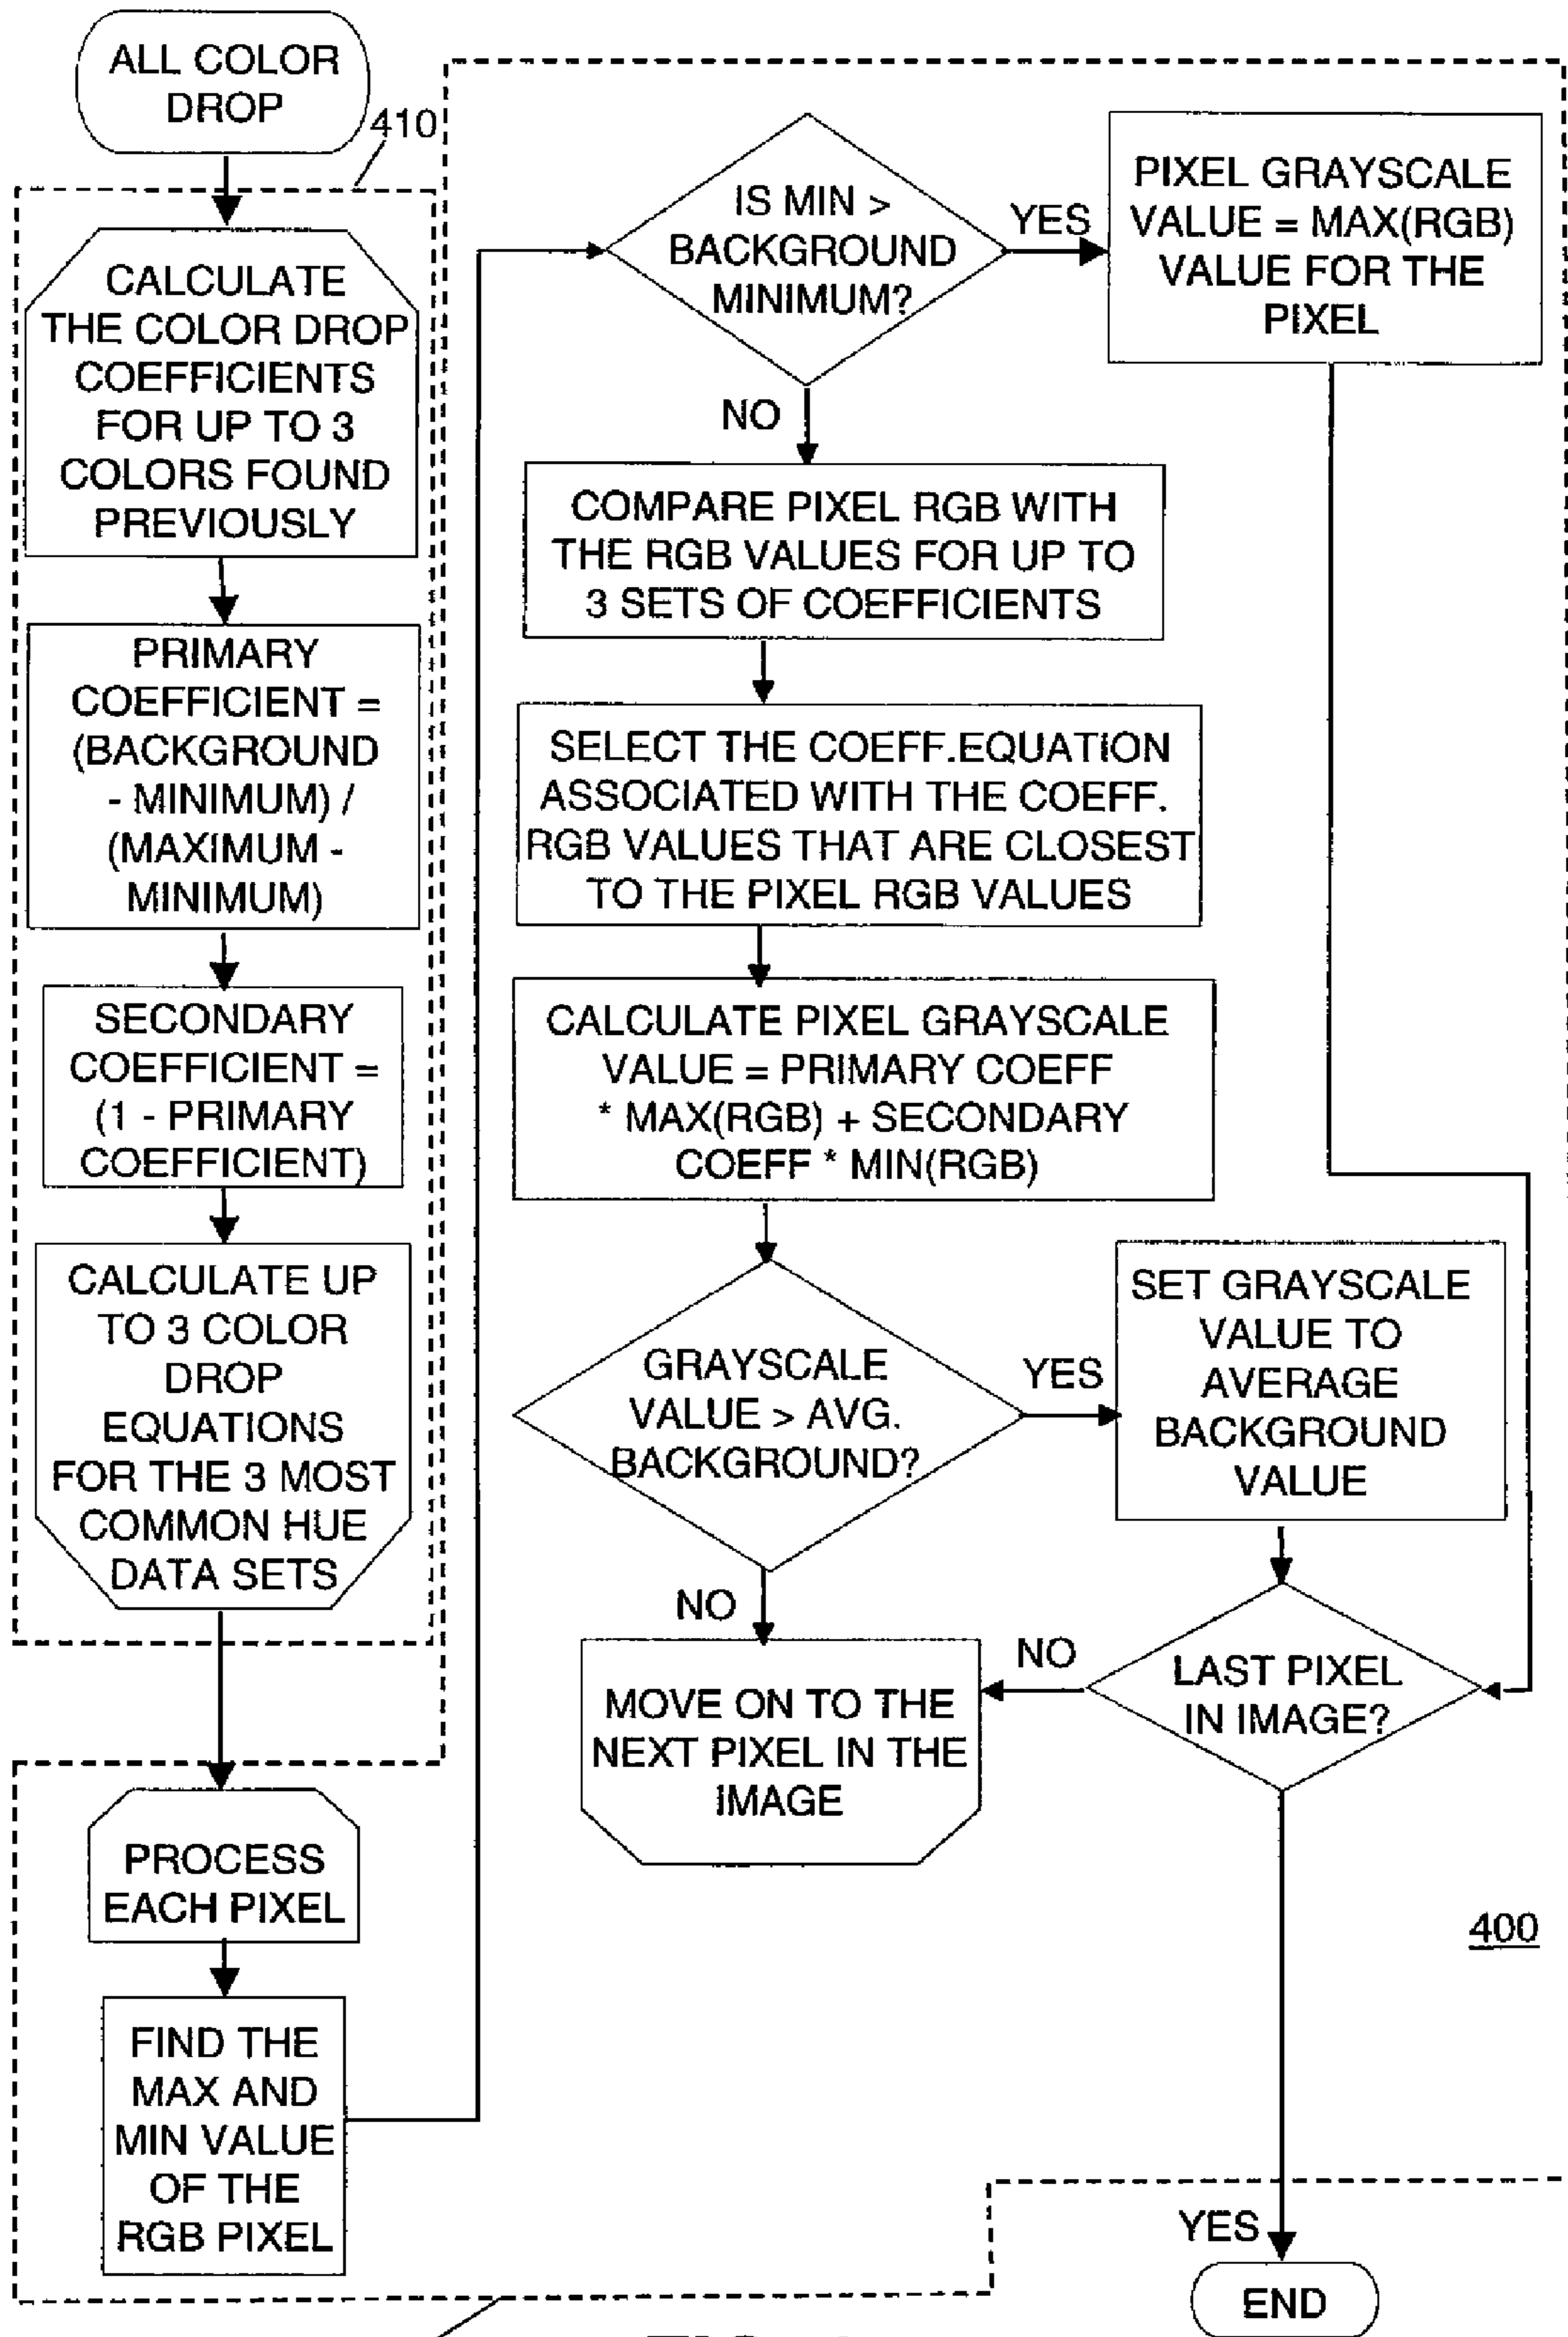 ALL COLOR
DROP
410
CALCULATE
THE COLOR DROP
COEFFICIENTS
FOR UP TO 3
COLORS FOUND
PREVIOUSLY
PRIMARY
COEFFICIENT =
(BACKGROUND
- MINIMUM) /
(MAXIMUM -
MINIMUM)
SECONDARY
COEFFICIENT =
(1 - PRIMARY
COEFFICIENT)
CALCULATE UP
TO 3 COLOR
DROP
EQUATIONS
FOR THE 3 MOST
COMMON HUE
DATA SETS
PROCESS
EACH PIXEL
FIND THE
MAX AND
MIN VALUE
OF THE
RGB PIXEL
IS MIN >
BACKGROUND
MINIMUM?
YES
PIXEL GRAYSCALE
VALUE = MAX(RGB)
VALUE FOR THE
PIXEL
NO
COMPARE PIXEL RGB WITH
THE RGB VALUES FOR UP TO
3 SETS OF COEFFICIENTS
SELECT THE COEFF.EQUATION
ASSOCIATED WITH THE COEFF.
RGB VALUES THAT ARE CLOSEST
TO THE PIXEL RGB VALUES
CALCULATE PIXEL GRAYSCALE
VALUE = PRIMARY COEFF
* MAX(RGB) + SECONDARY
COEFF * MIN(RGB)
GRAYSCALE
VALUE > AVG.
BACKGROUND?
YES
SET GRAYSCALE
VALUE TO
AVERAGE
BACKGROUND
VALUE
NO
MOVE ON TO THE
NEXT PIXEL IN THE
IMAGE
NO
LAST PIXEL
IN IMAGE?
400
YES
END